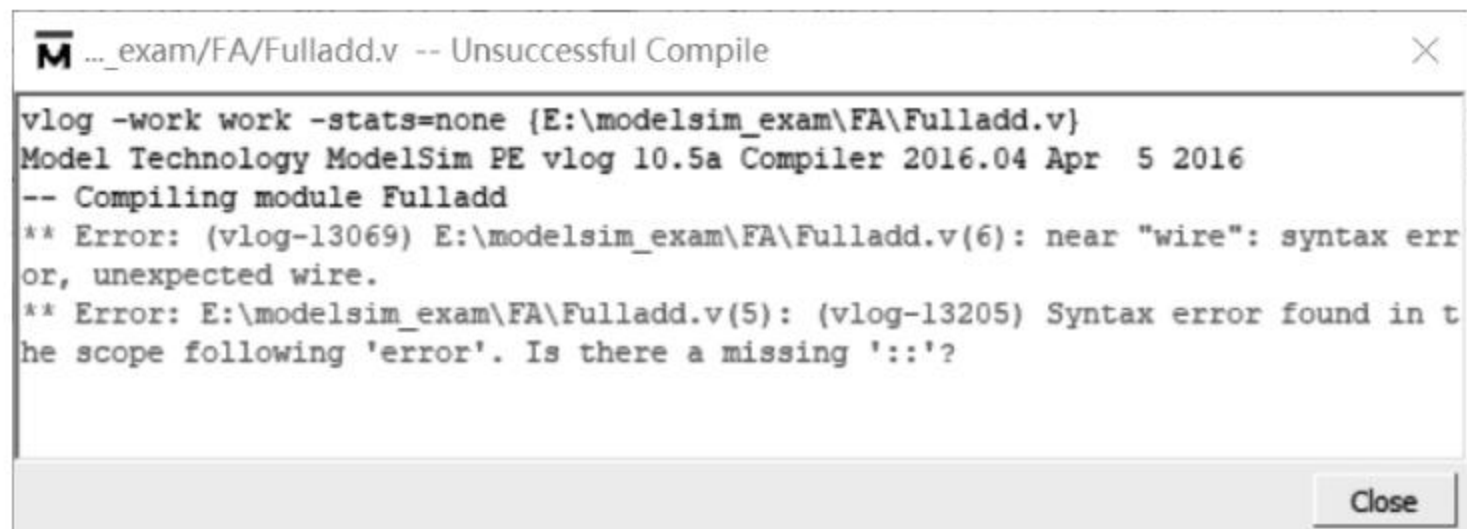 M ..._exam/FA/Fulladd.v -- Unsuccessful Compile
vlog -work work -stats=none {E:\modelsim_exam\FA\Fulladd.v}
Model Technology ModelSim PE vlog 10.5a Compiler 2016.04 Apr  5 2016
-- Compiling module Fulladd
** Error: (vlog-13069) E:\modelsim_exam\FA\Fulladd.v(6): near "wire": syntax err
or, unexpected wire.
** Error: E:\modelsim_exam\FA\Fulladd.v(5): (vlog-13205) Syntax error found in t
he scope following 'error'. Is there a missing '::'?
Close